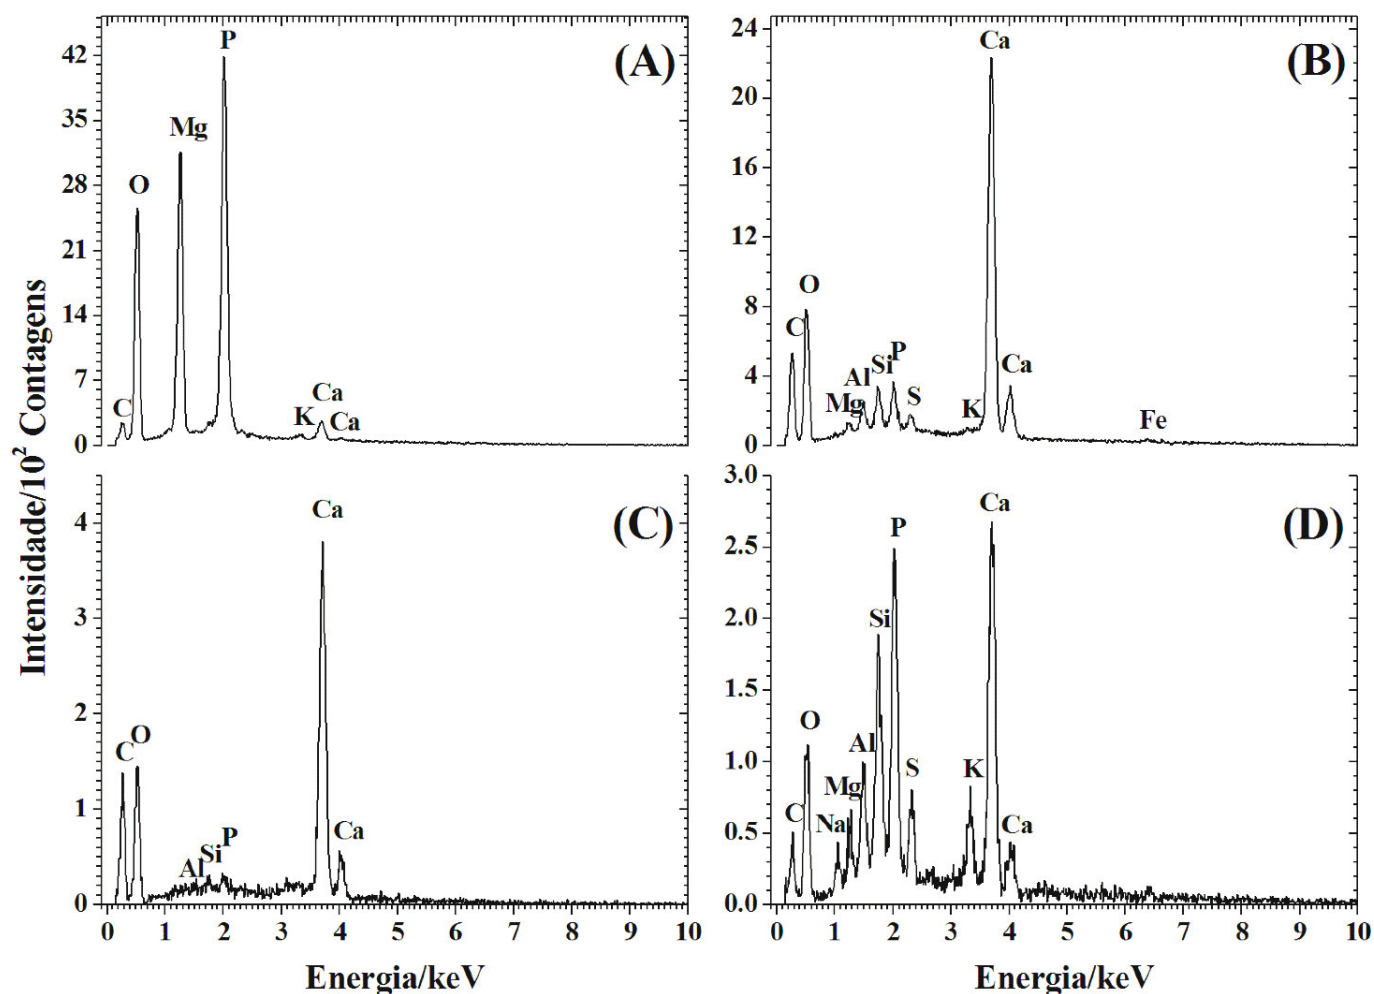 Intensidade/10² Contagens
(A)
42
35
28
21
14
7
0
C
O
Mg
P
K
Ca
Ca
(B)
24
20
16
12
8
4
0
C
O
Mg
Al
Si
P
S
K
Ca
Ca
Fe
(C)
4
3
2
1
0
C
O
Al
Si
P
Ca
Ca
0 1 2 3 4 5 6 7 8 9 10
Energia/keV
(D)
3.0
2.5
2.0
1.5
1.0
0.5
0.0
C
O
Na
Mg
Al
Si
P
S
K
Ca
Ca
0 1 2 3 4 5 6 7 8 9 10
Energia/keV